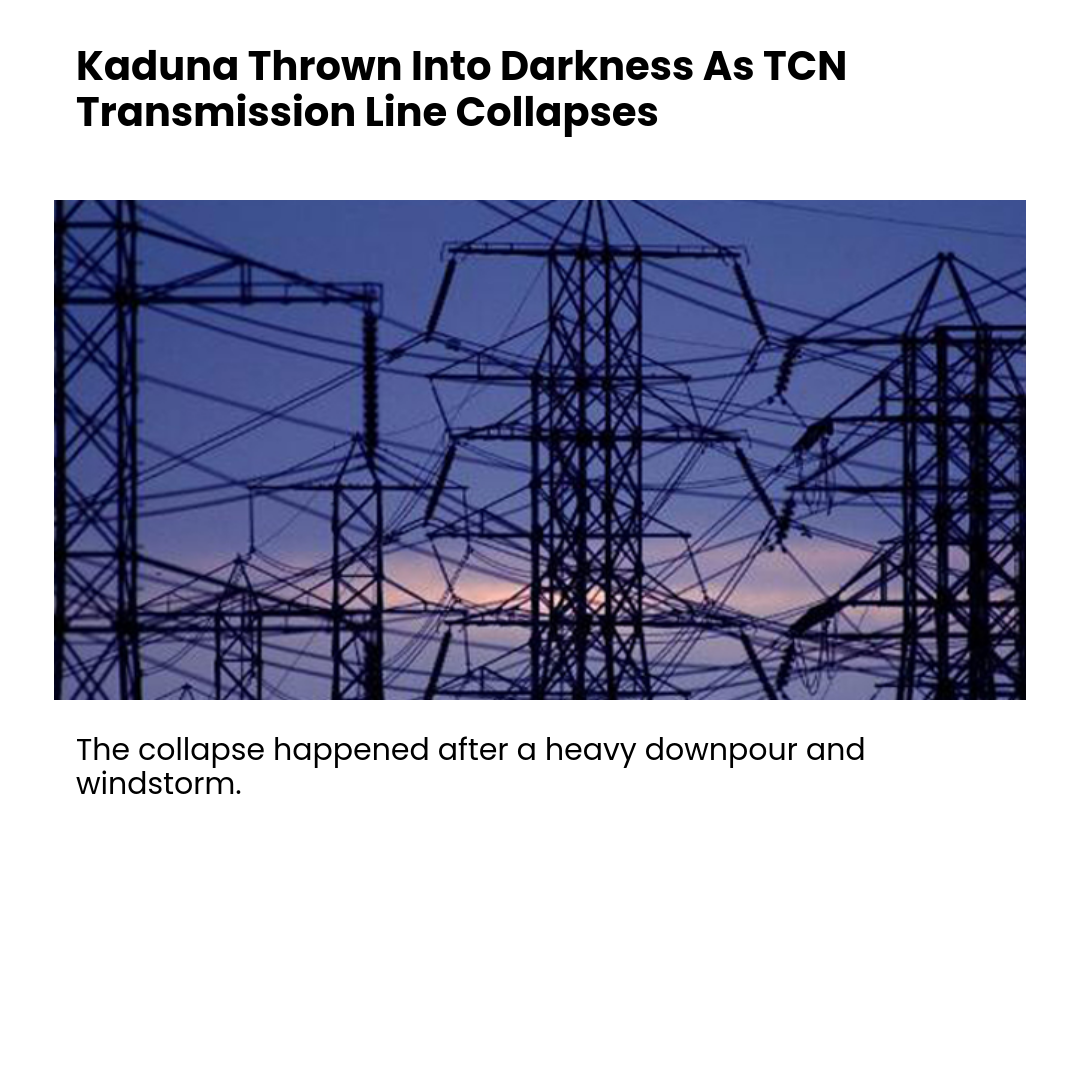 Kaduna Thrown Into Darkness As TCN
Transmission Line Collapses
The collapse happened after a heavy downpour and
windstorm.